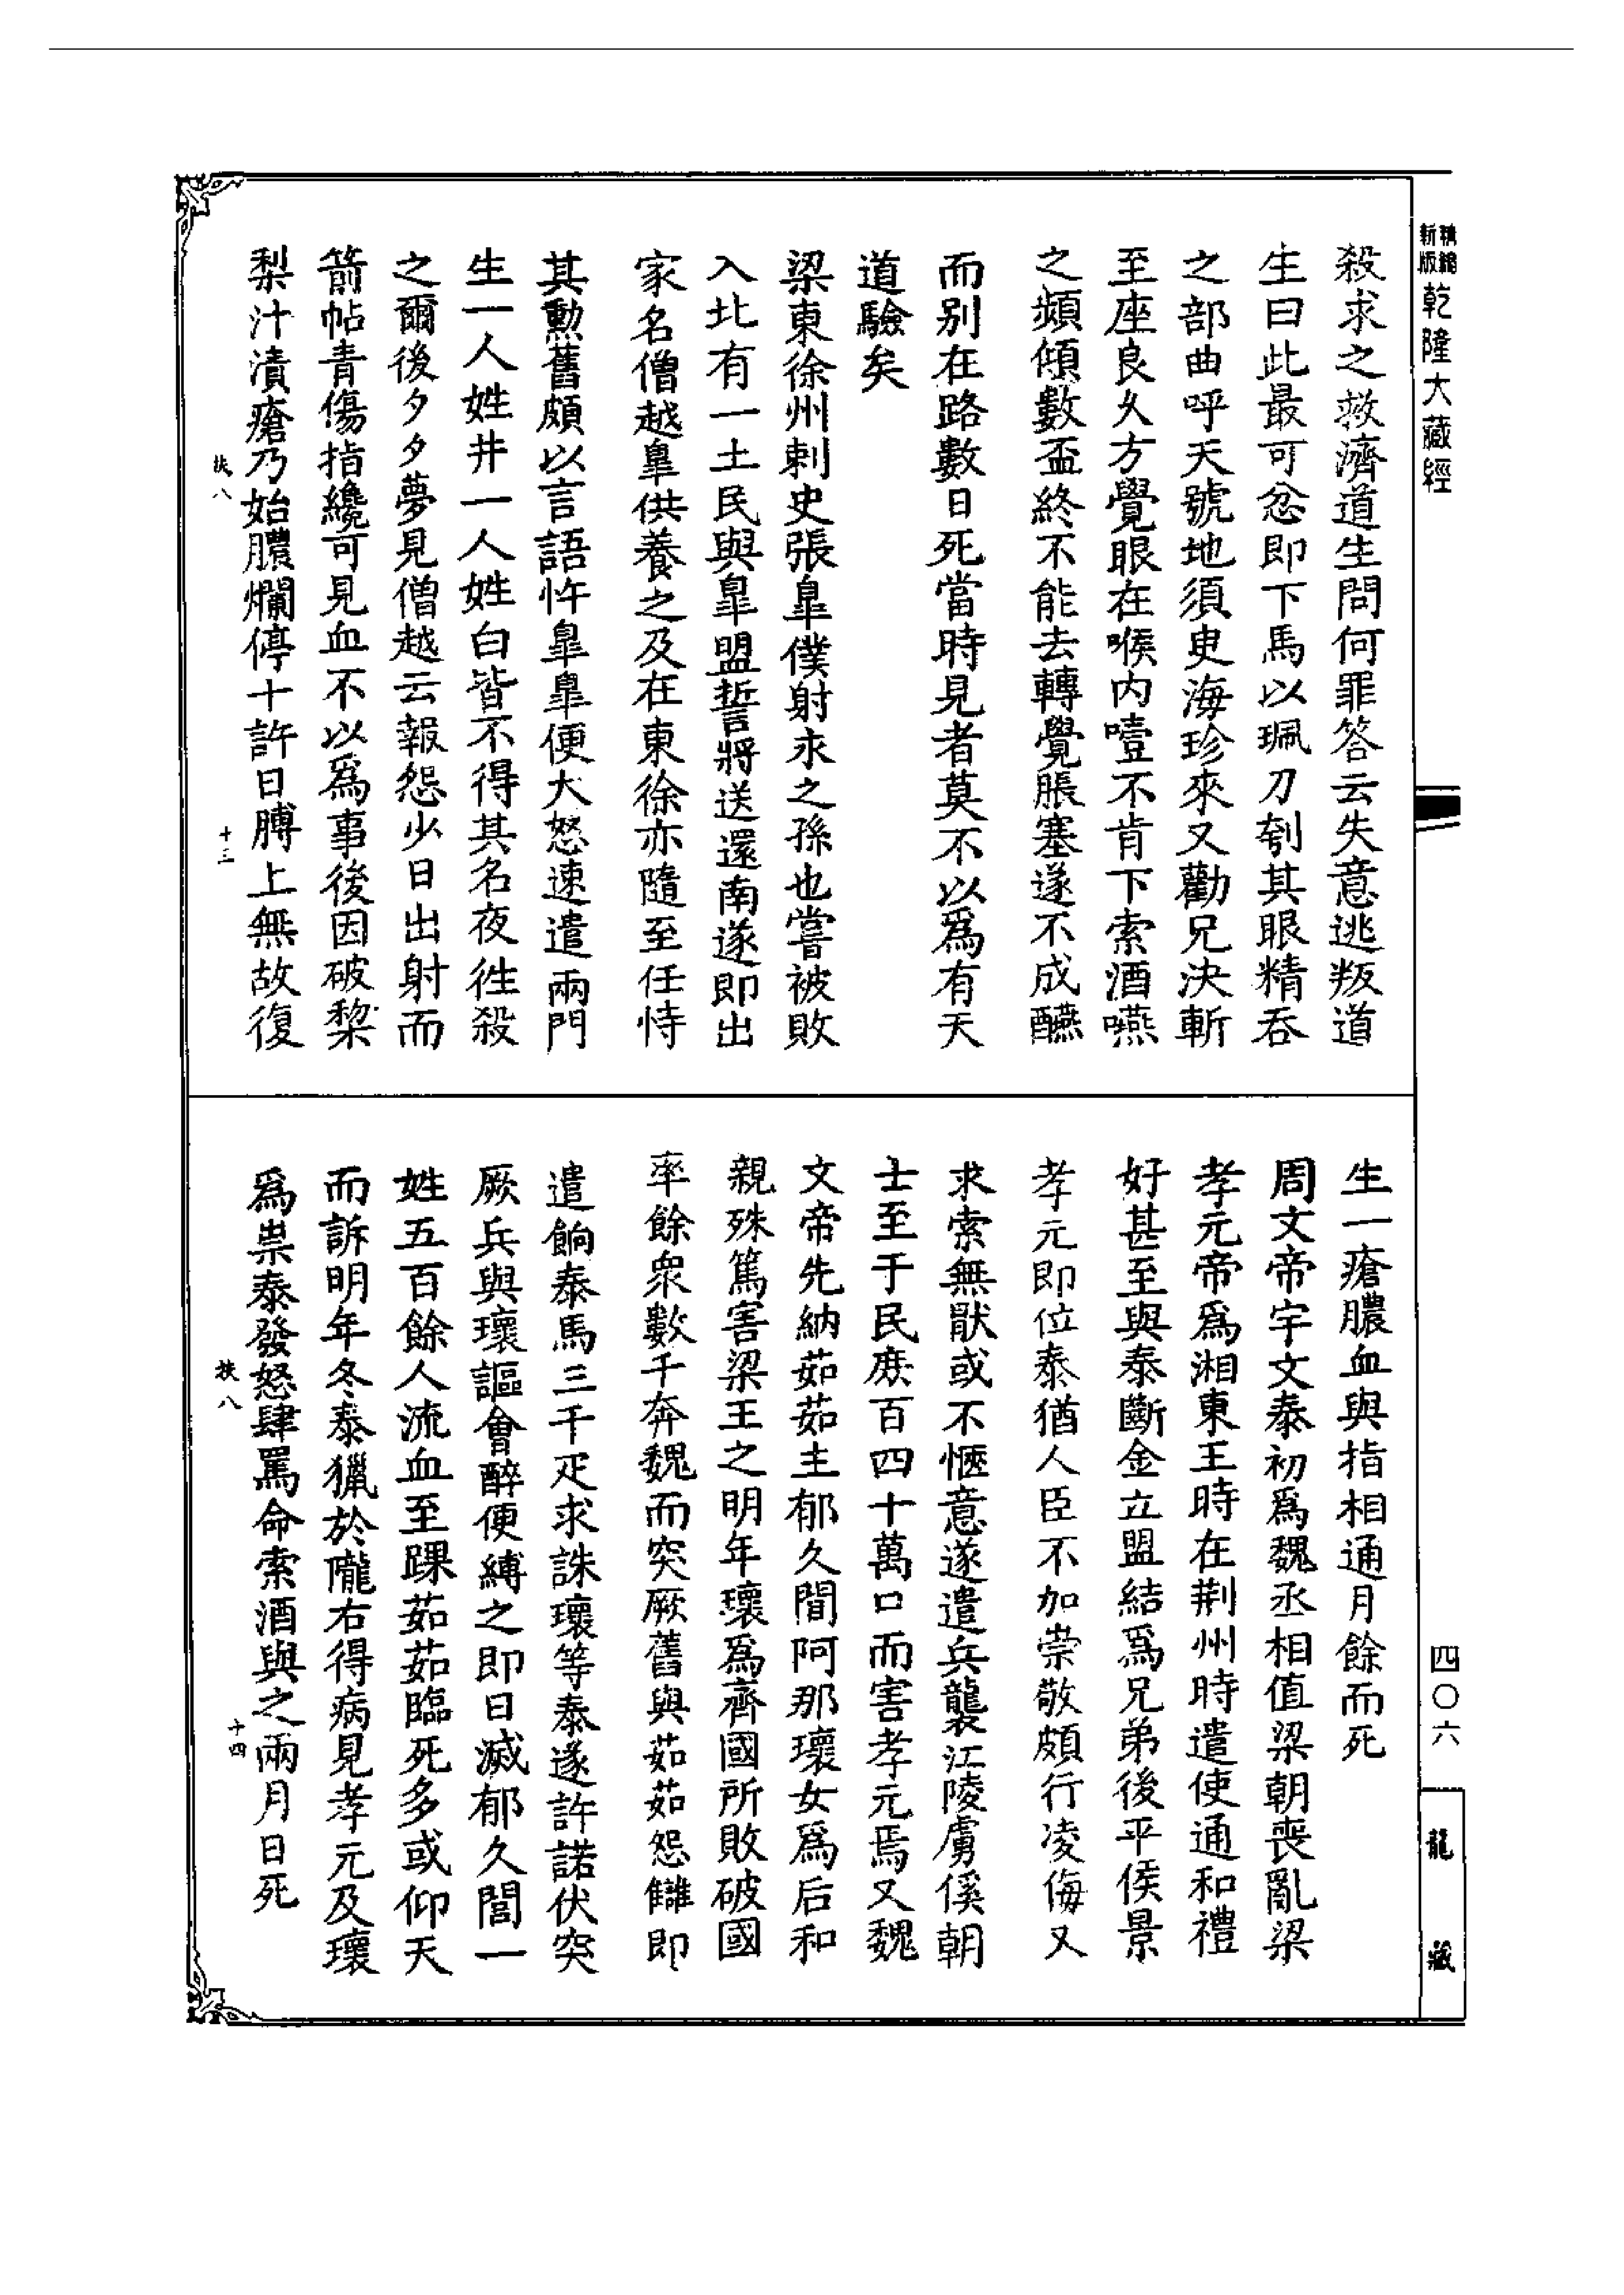 精縮新版乾隆大藏經
殺求之救濟道生問何罪答云失意逃叛道
生曰此最可忿即下馬以珮刀刳其眼精吞
之部曲呼天號地須臾海珍來又勸兄決斬
至座良久方覺眼在喉内噎不肯下索酒嚥
之頻傾數盃終不能去轉覺脹塞遂不成醼
而别在路數日死當時見者莫不以爲有天
道驗矣
梁東徐州刺史張皐僕射永之孫也嘗被敗
入北有一土民與皐盟誓將送還南遂即出
家名僧越皐供養之及在東徐亦隨至任恃
其勲舊頗以言語忤皐皐便大怒速遣兩門
生一人姓井一人姓白皆不得其名夜往殺
之爾後夕夕夢見僧越云報怨少日出射而
箭帖青傷指纔可見血不以爲事後因破棃
梨汁漬瘡乃始膿爛停十許日膊上無故復
扶八
十三
生一瘡膿血與指相通月餘而死
周文帝宇文泰初爲魏丞相值梁朝喪亂梁
孝元帝爲湘東王時在荆州時遣使通和禮
好甚至與泰斷金立盟結爲兄弟後平侯景
孝元即位泰猶人臣不加崇敬頗行凌侮又
求索無猒或不愜意遂遣兵襲江陵虜傒朝
士至于民庶百四十萬口而害孝元焉又魏
文帝先納茹茹主郁久閭阿那瓌女爲后和
親殊篤害梁王之明年瓌爲齊國所敗破國
率餘衆數千奔魏而突厥舊與茹茹怨讎即
遣餉泰馬三千疋求誅瓌等泰遂許諾伏突
厥兵與瓌謳會醉便縛之即日滅郁久閭一
姓五百餘人流血至踝茹茹臨死多或仰天
而訴明年冬泰獵於隴右得病見孝元及瓌
爲祟泰發怒肆罵命索酒與之兩月日死
扶八
十四
四〇六
龍藏